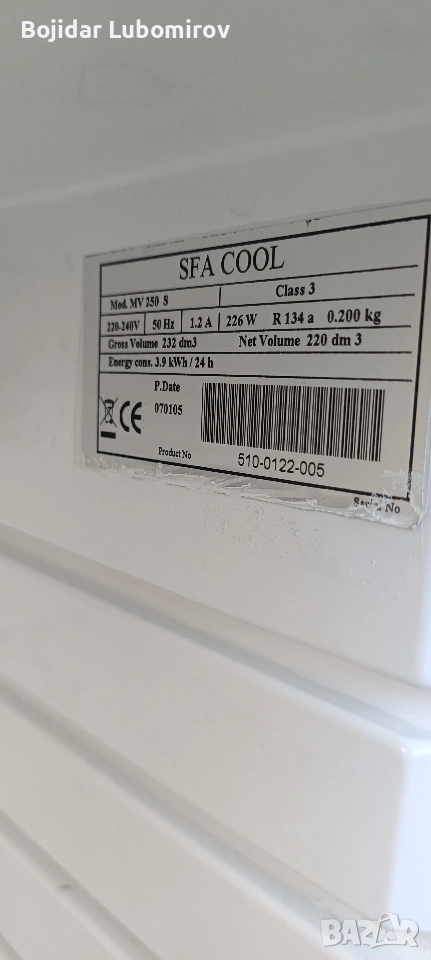 Bojidar Lubomirov
SFA COOL
Mod. MV 250 S Class 3
220-240V 50 Hz 1.2 A 226 W R 134 a 0.200 kg
Gross Volume 232 dm3 Net Volume 220 dm 3
Energy cons. 3.9 kWh / 24 h
P.Date
070105
CE
Product No 510-0122-005
Serial No
BAZAR